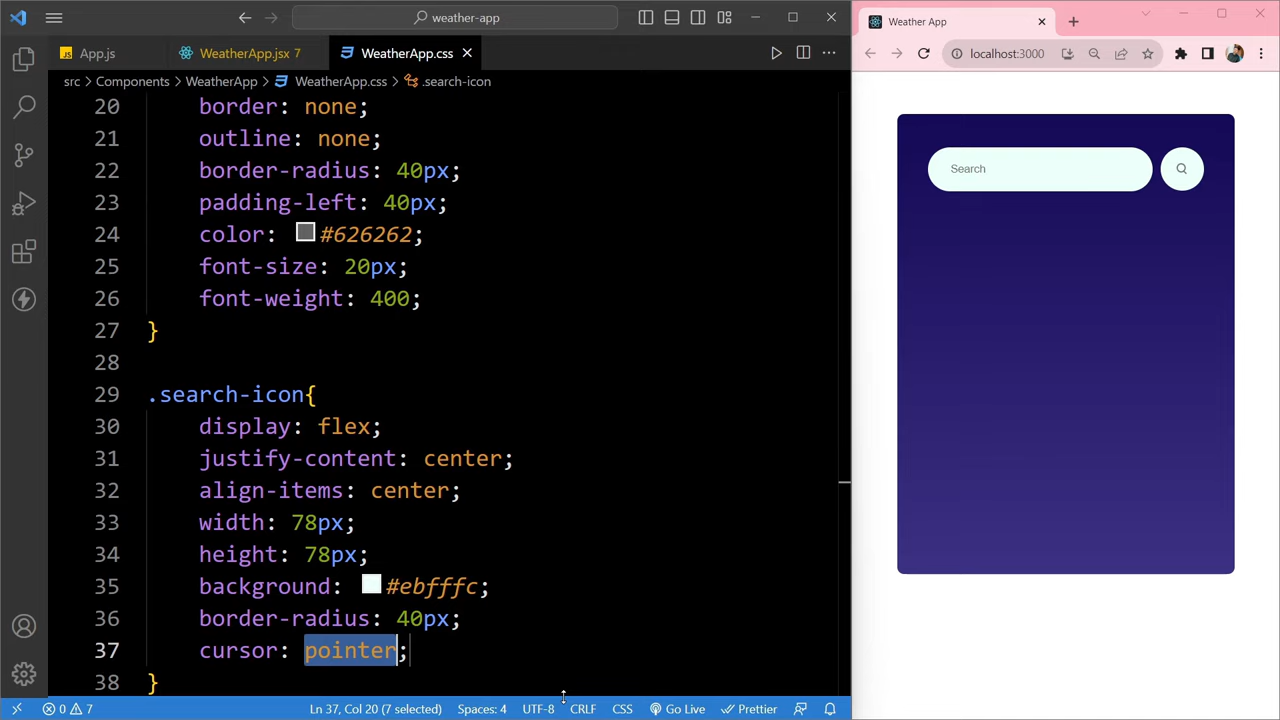 weather-app
App.js
WeatherApp.jsx 7
WeatherApp.css
src
Components
WeatherApp
WeatherApp.css
.search-icon
20 border: none;
21 outline: none;
22 border-radius: 40px;
23 padding-left: 40px;
24 color: #626262;
25 font-size: 20px;
26 font-weight: 400;
27 }
28
29 .search-icon{
30 display: flex;
31 justify-content: center;
32 align-items: center;
33 width: 78px;
34 height: 78px;
35 background: #ebfffc;
36 border-radius: 40px;
37 cursor: pointer;
38 }
0 7
Ln 37, Col 20 (7 selected)
Spaces: 4
UTF-8
CRLF
CSS
Go Live
Prettier
Weather App
localhost:3000
Search